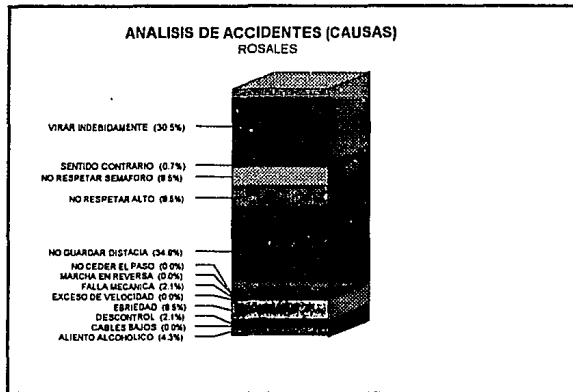 ANALISIS DE ACCIDENTES (CAUSAS)
ROSALES
VIRAR INDEBIDAMENTE (30.5%)
SENTIDO CONTRARIO (0.7%)
NO RESPETAR SEMAFORO (8.5%)
NO RESPETAR ALTO (8.5%)
NO GUARDAR DISTACIA (34.8%)
NO CEDER EL PASO (0.0%)
MARCHA EN REVERSA (0.0%)
FALLA MECANICA (2.1%)
EXCESO DE VELOCIDAD (0.0%)
EBRIEDAD (8.5%)
DESCONTROL (2.1%)
CABLES BAJOS (0.0%)
ALIENTO ALCOHOLICO (4.3%)